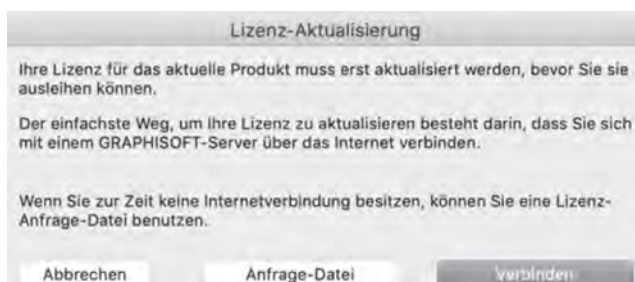 Lizenz-Aktualisierung
Ihre Lizenz für das aktuelle Produkt muss erst aktualisiert werden, bevor Sie sie
ausleihen können.
Der einfachste Weg, um Ihre Lizenz zu aktualisieren besteht darin, dass Sie sich
mit einem GRAPHISOFT-Server über das Internet verbinden.
Wenn Sie zur Zeit keine Internetverbindung besitzen, können Sie eine Lizenz-
Anfrage-Datei benutzen.
Abbrechen Anfrage-Datei Verbinden